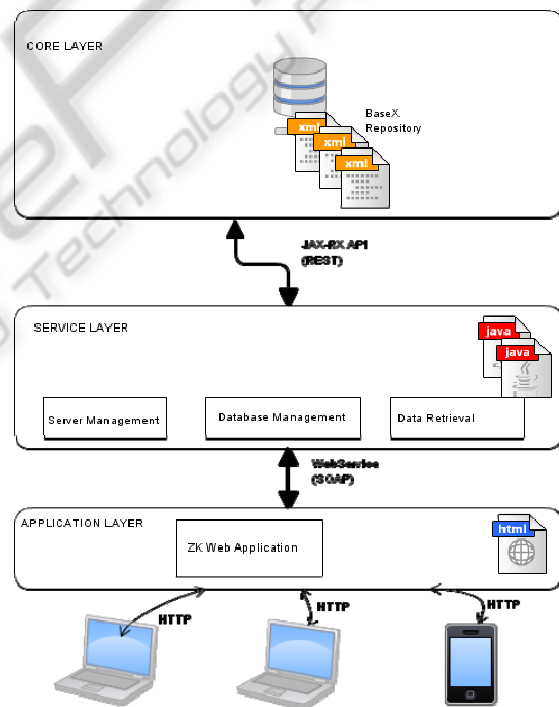 CORE LAYER
BaseX
Repository
xml
xml
xml
JAX-RX API
(REST)
SERVICE LAYER
java
java
Server Management
Database Management
Data Retrieval
WebService
(SOAP)
APPLICATION LAYER
html
ZK Web Application
HTTP
HTTP
HTTP
Technology